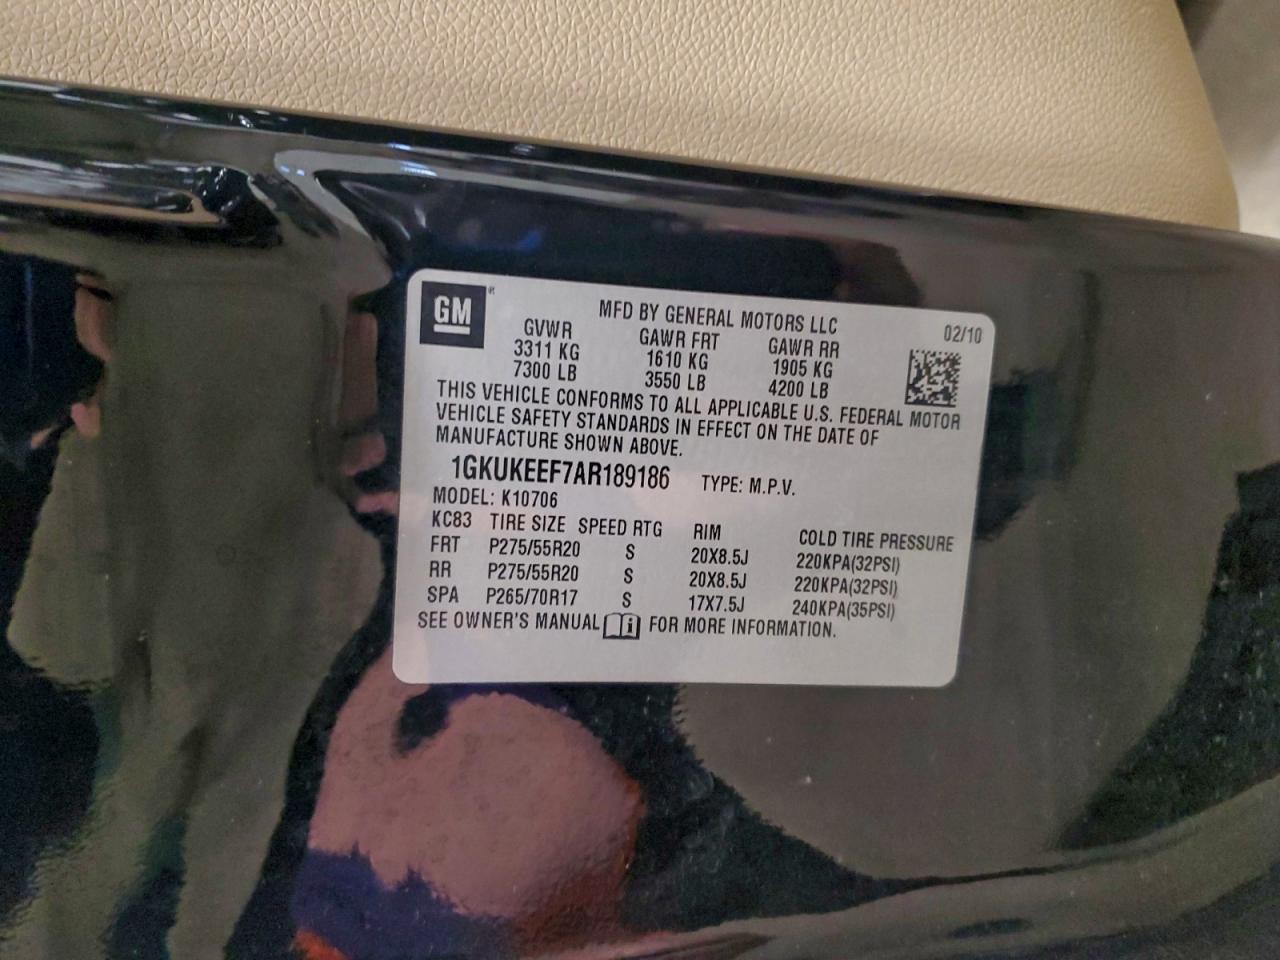 GM®
MFD BY GENERAL MOTORS LLC 02/10
GVWR GAWR FRT GAWR RR
3311 KG 1610 KG 1905 KG
7300 LB 3550 LB 4200 LB
THIS VEHICLE CONFORMS TO ALL APPLICABLE U.S. FEDERAL MOTOR
VEHICLE SAFETY STANDARDS IN EFFECT ON THE DATE OF
MANUFACTURE SHOWN ABOVE.
1GKUKEEF7AR189186 TYPE: M.P.V.
MODEL: K10706
KC83 TIRE SIZE SPEED RTG RIM COLD TIRE PRESSURE
FRT P275/55R20 S 20X8.5J 220KPA(32PSI)
RR P275/55R20 S 20X8.5J 220KPA(32PSI)
SPA P265/70R17 S 17X7.5J 240KPA(35PSI)
SEE OWNER'S MANUAL i FOR MORE INFORMATION.